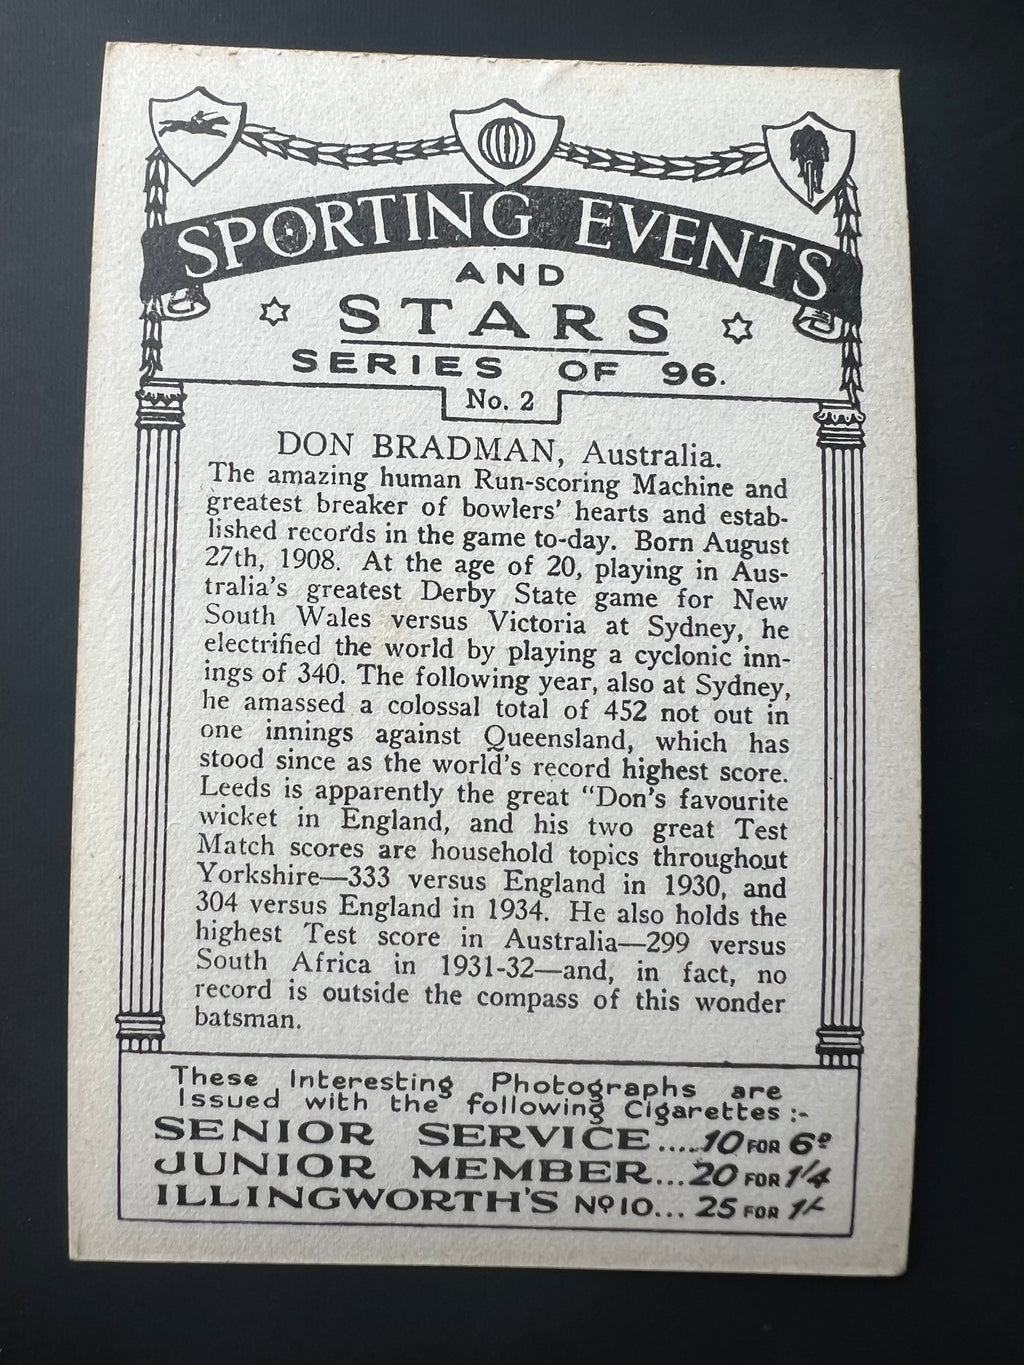 SPORTING EVENTS
AND
STARS
SERIES OF 96.
No. 2
DON BRADMAN, Australia.
The amazing human Run-scoring Machine and
greatest breaker of bowlers' hearts and estab-
lished records in the game to-day. Born August
27th, 1908. At the age of 20, playing in Aus-
tralia's greatest Derby State game for New
South Wales versus Victoria at Sydney, he
electrified the world by playing a cyclonic inn-
ings of 340. The following year, also at Sydney,
he amassed a colossal total of 452 not out in
one innings against Queensland, which has
stood since as the world's record highest score.
Leeds is apparently the great "Don's favourite
wicket in England, and his two great Test
Match scores are household topics throughout
Yorkshire—333 versus England in 1930, and
304 versus England in 1934. He also holds the
highest Test score in Australia—299 versus
South Africa in 1931-32—and, in fact, no
record is outside the compass of this wonder
batsman.
These Interesting Photographs are
Issued with the following Cigarettes :-
SENIOR SERVICE....10 FOR 6D
JUNIOR MEMBER...20 FOR 1/4
ILLINGWORTH'S No 10... 25 FOR 1/-